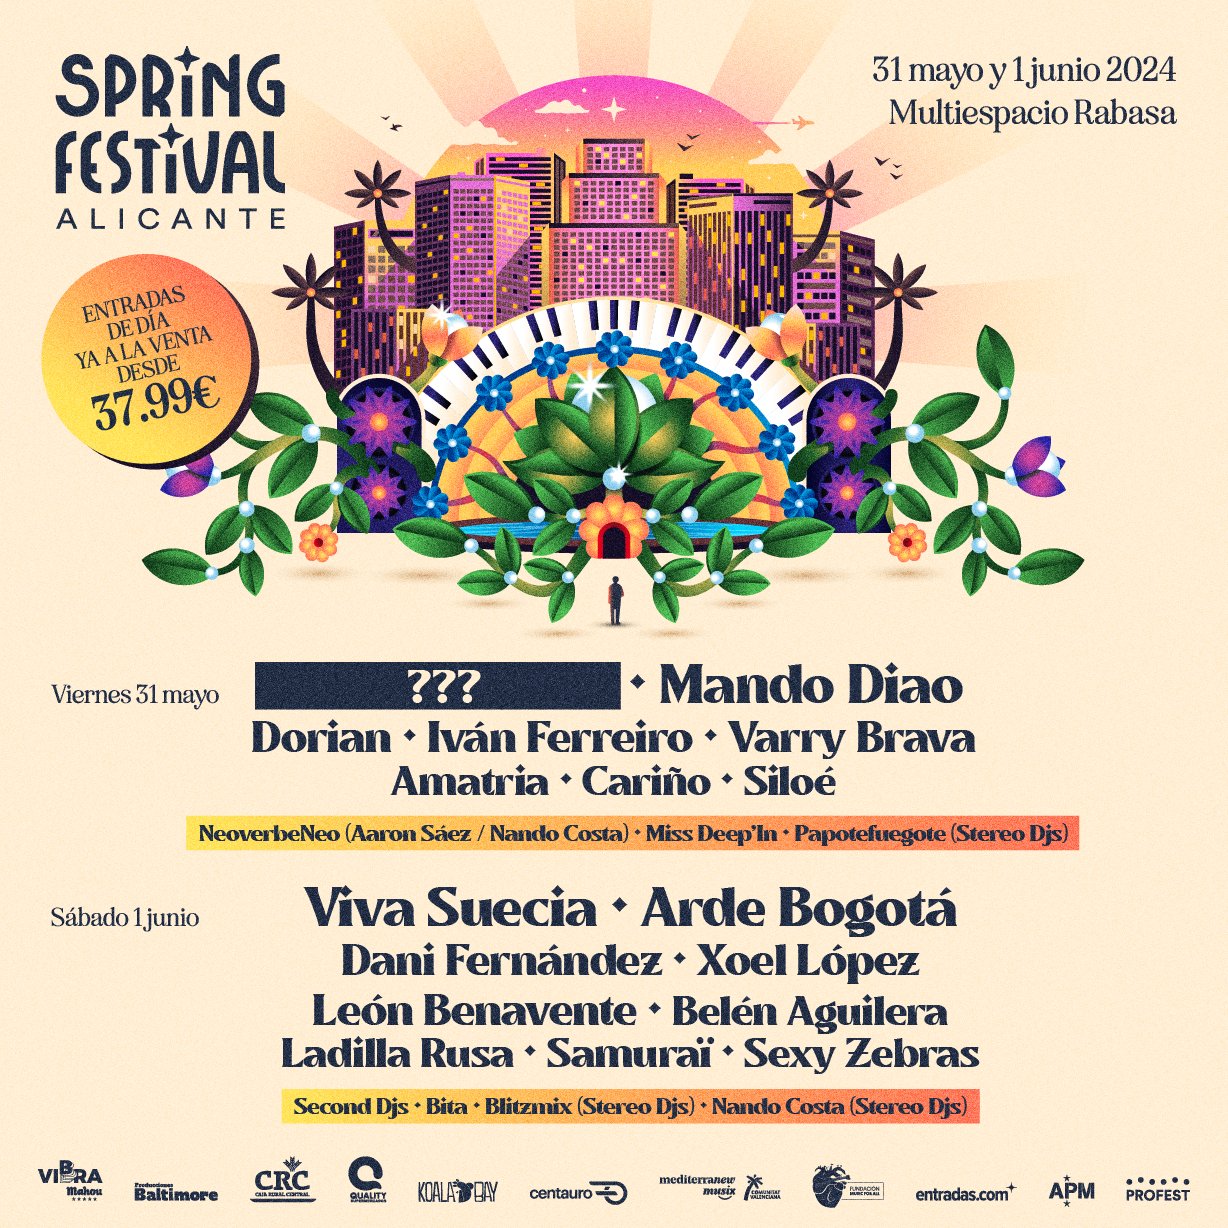 SPRING
FESTIVAL
ALICANTE
31 mayo y 1 junio 2024
Multiespacio Rabasa
ENTRADAS
DE DÍA
YA A LA VENTA
DESDE
37.99€
Viernes 31 mayo
??? • Mando Diao
Dorian • Iván Ferreiro • Varry Brava
Amatria • Cariño • Siloé
NeoverbeNeo (Aaron Sáez / Nando Costa) • Miss Deep'In • Papotefuegote (Stereo Djs)
Sábado 1 junio
Viva Suecia • Arde Bogotá
Dani Fernández • Xoel López
León Benavente • Belén Aguilera
Ladilla Rusa • Samuraï • Sexy Zebras
Second Djs • Bita • Blitzmix (Stereo Djs) • Nando Costa (Stereo Djs)
VIBRA
Mahou
Producciones
Baltimore
CRC
CAJA RURAL CENTRAL
QUALITY
KOALA BAY
centauro
mediterranew
musix
COMUNITAT
VALENCIANA
FUNDACIÓN
MUSIC FOR ALL
entradas.com
APM
PROFEST